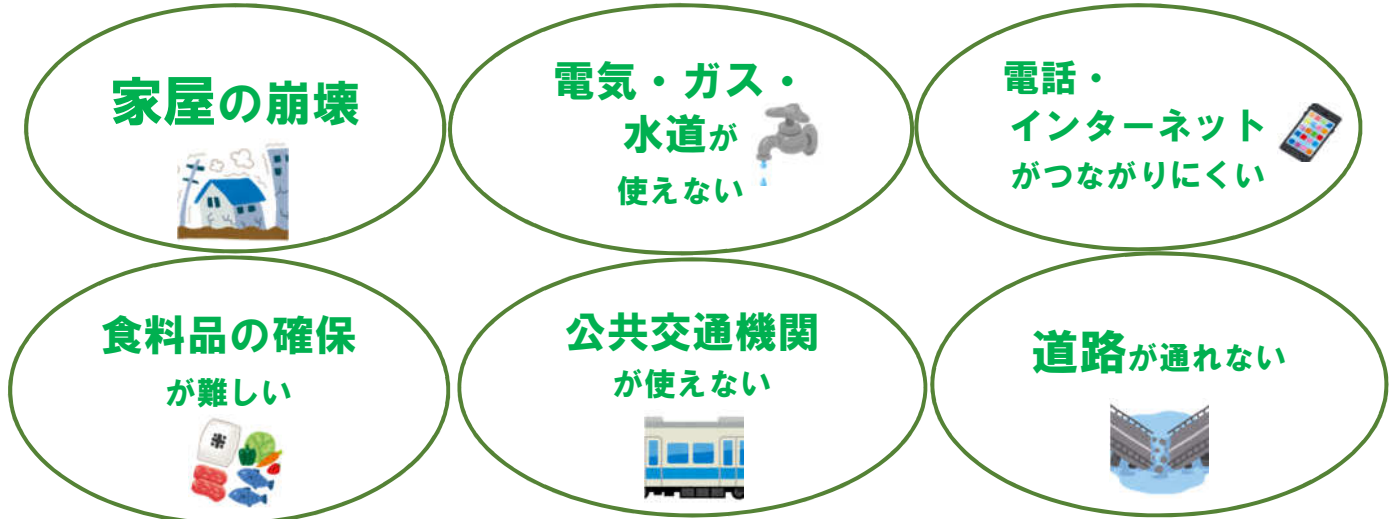 家屋の崩壊
電気・ガス・
水道が
使えない
電話・
インターネット
がつながりにくい
食料品の確保
が難しい
米
公共交通機関
が使えない
道路が通れない